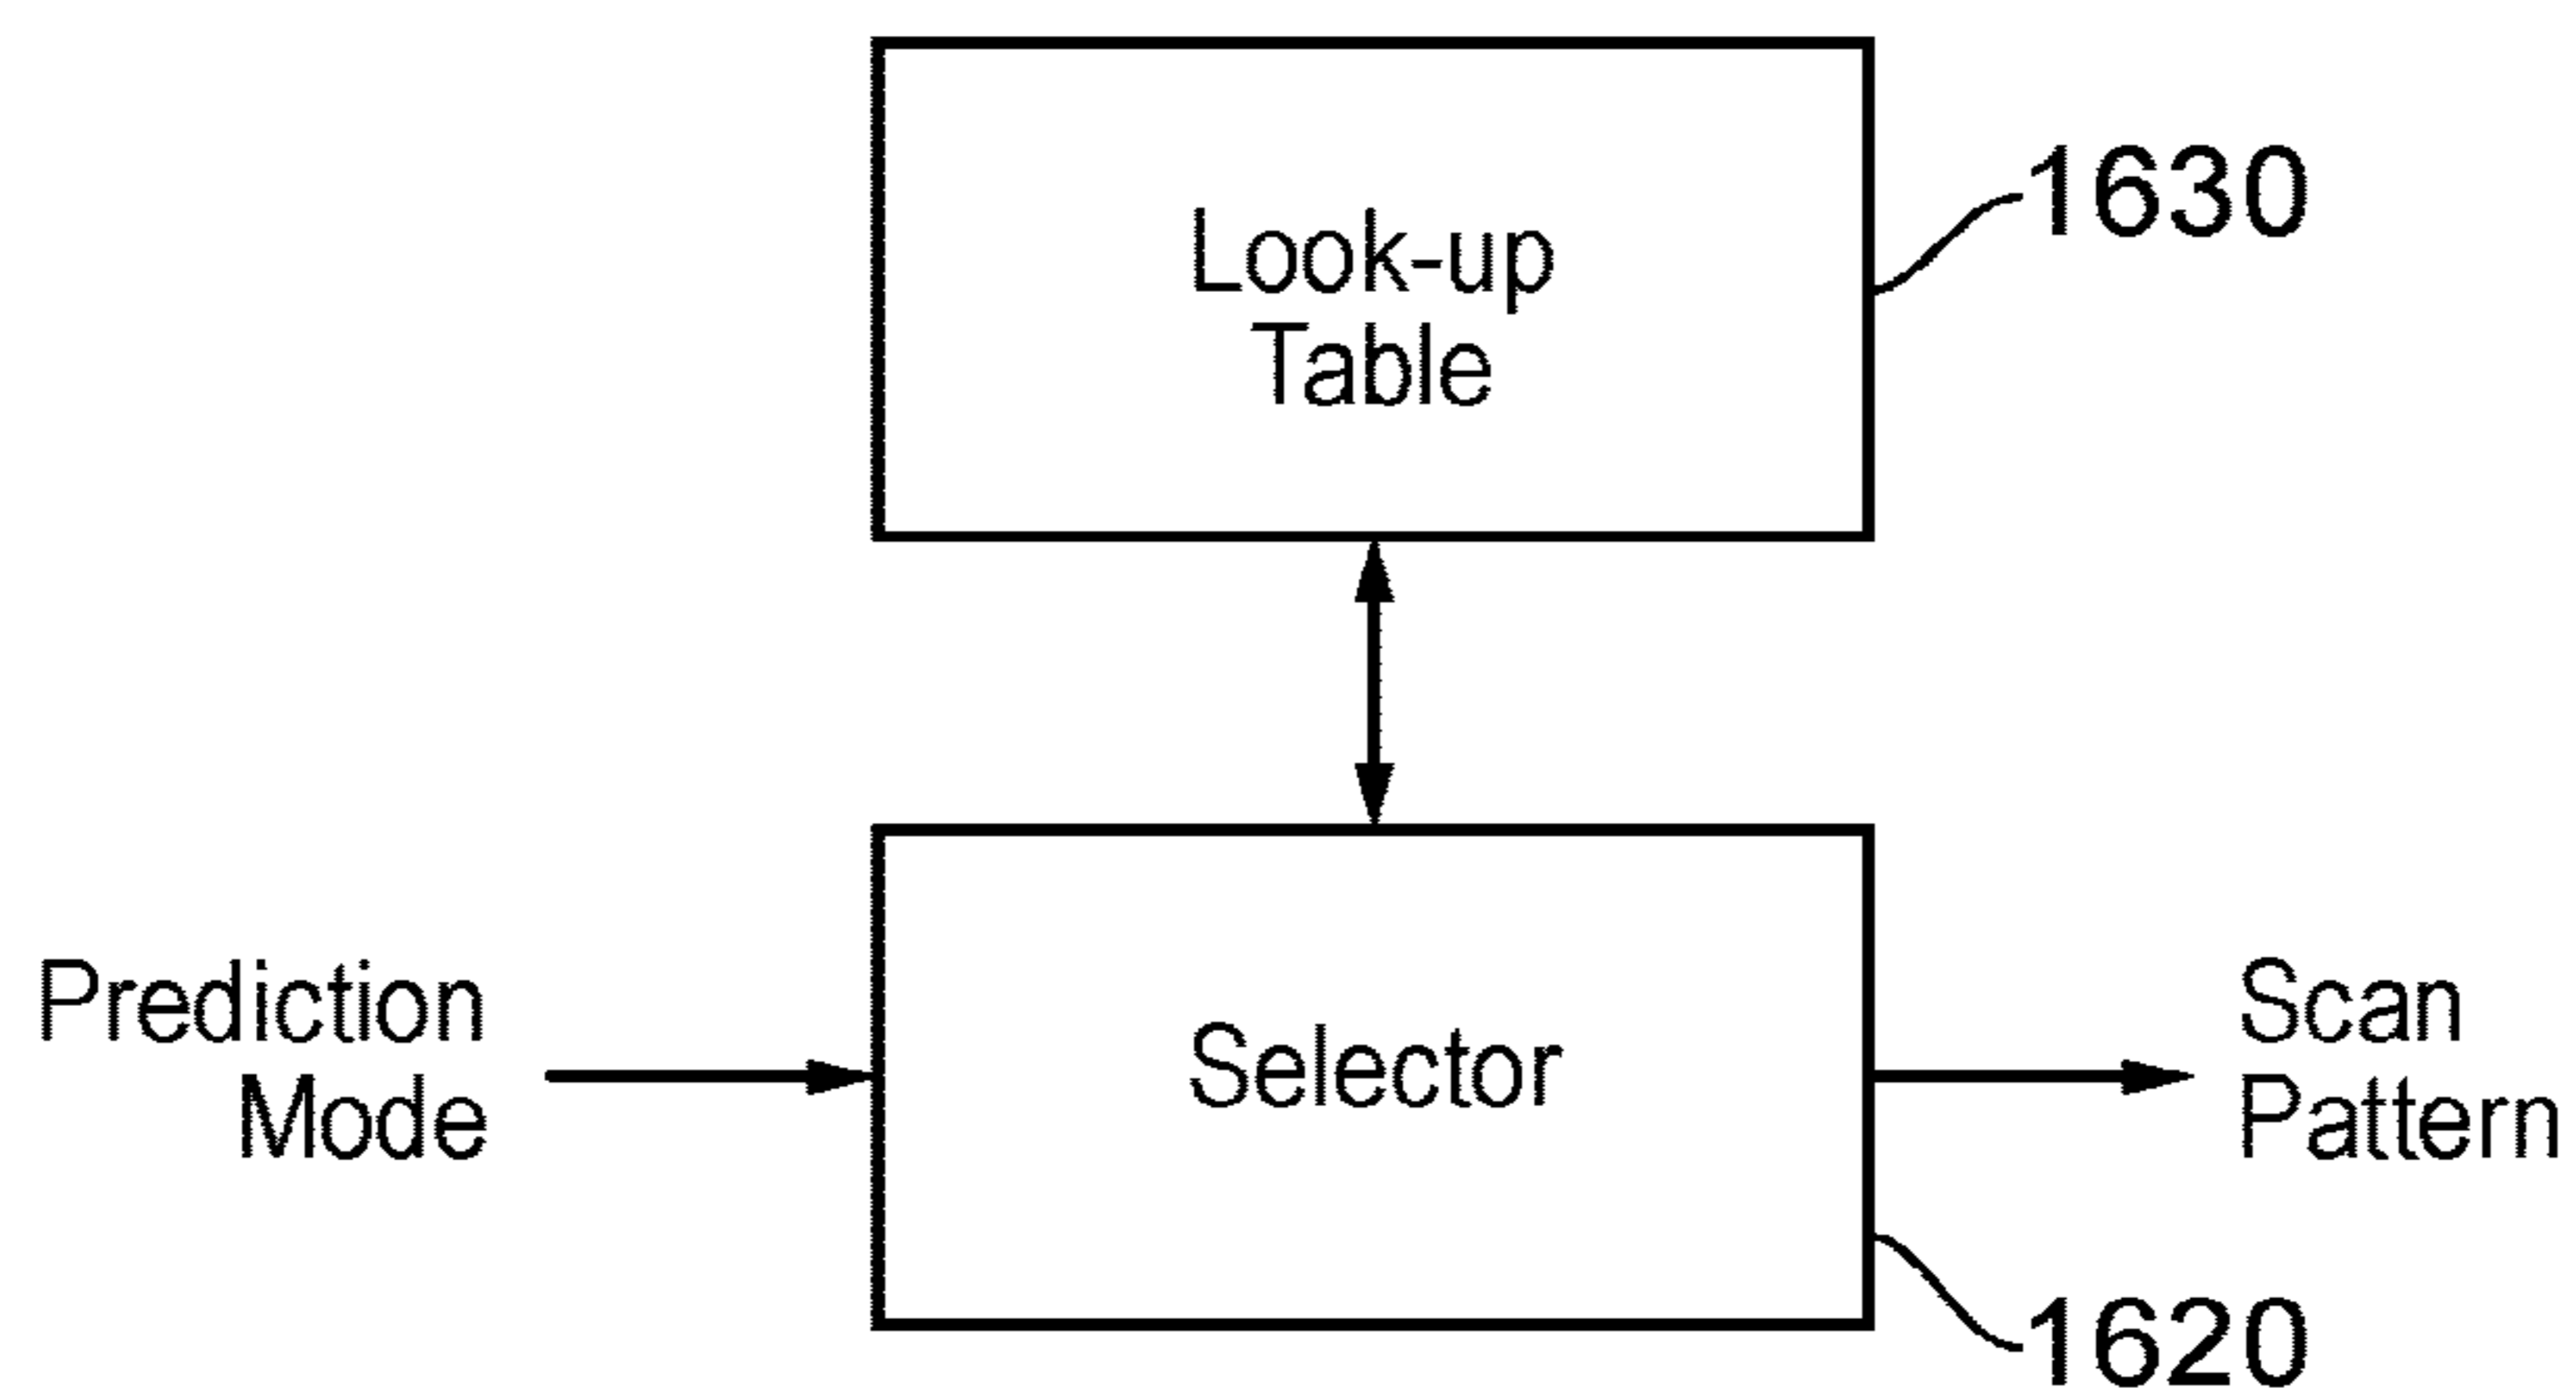 Look-up
Table
1630
Prediction
Mode
Selector
Scan
Pattern
1620